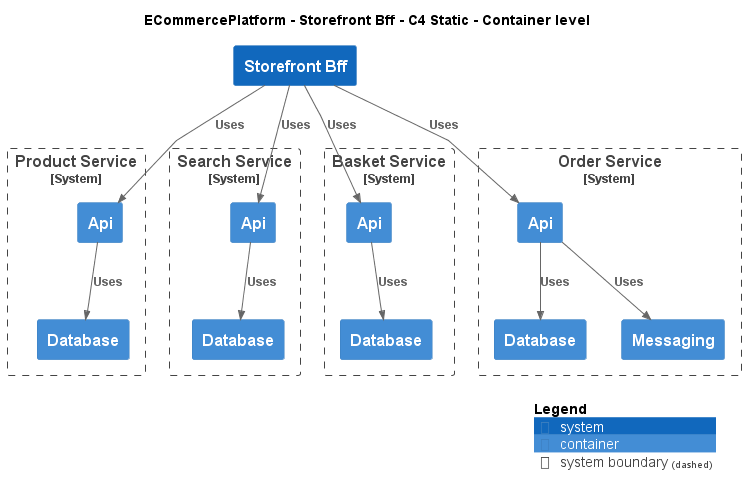 ECommercePlatform - Storefront Bff - C4 Static - Container level
Storefront Bff
Uses
Uses
Uses
Uses
Product Service
[System]
Search Service
[System]
Basket Service
[System]
Order Service
[System]
Api
Api
Api
Api
Uses
Uses
Uses
Uses
Uses
Database
Database
Database
Database
Messaging
Legend
system
container
system boundary (dashed)